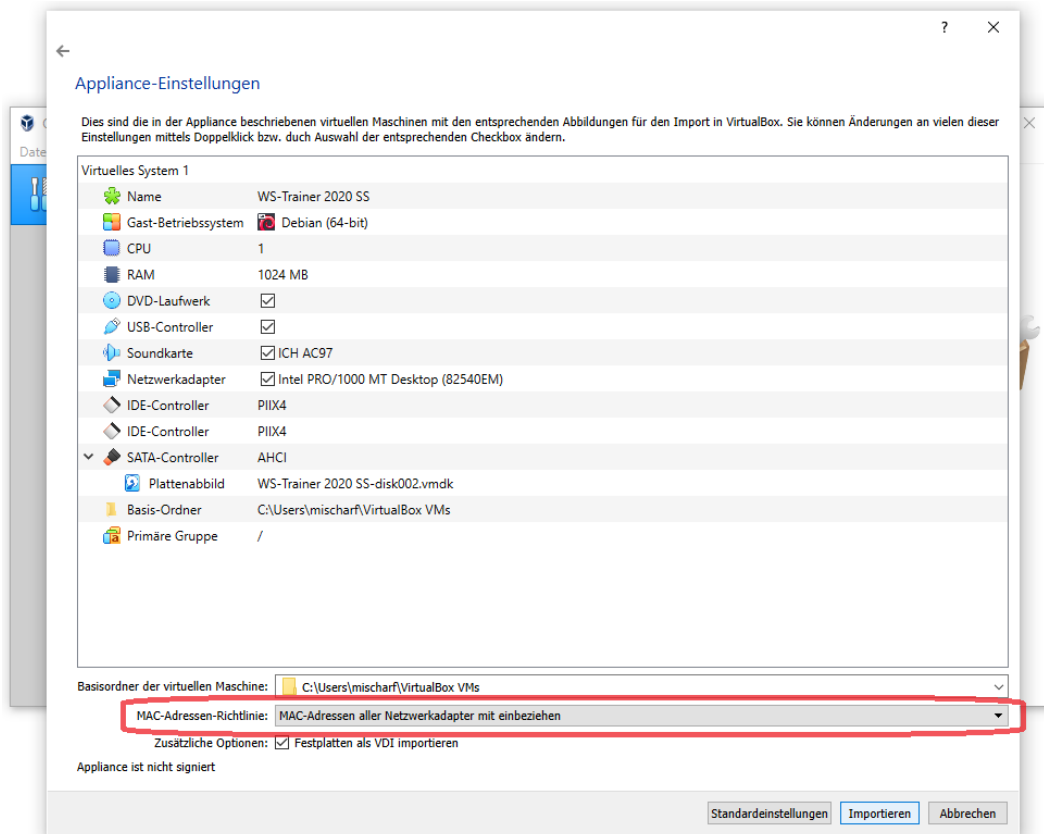 ?
Appliance-Einstellungen
Dies sind die in der Appliance beschriebenen virtuellen Maschinen mit den entsprechenden Abbildungen für den Import in VirtualBox. Sie können Änderungen an vielen dieser
Einstellungen mittels Doppelklick bzw. duch Auswahl der entsprechenden Checkbox ändern.
Date
Virtuelles System 1
Name WS-Trainer 2020 SS
Gast-Betriebssystem Debian (64-bit)
CPU 1
RAM 1024 MB
DVD-Laufwerk
USB-Controller
Soundkarte ICH AC97
Netzwerkadapter Intel PRO/1000 MT Desktop (82540EM)
IDE-Controller PIIX4
IDE-Controller PIIX4
SATA-Controller AHCI
Plattenabbild WS-Trainer 2020 SS-disk002.vmdk
Basis-Ordner C:\Users\mischarf\VirtualBox VMs
Primäre Gruppe /
Basisordner der virtuellen Maschine: C:\Users\mischarf\VirtualBox VMs
MAC-Adressen-Richtlinie: MAC-Adressen aller Netzwerkadapter mit einbeziehen
Zusätzliche Optionen: Festplatten als VDI importieren
Appliance ist nicht signiert
Standardeinstellungen Importieren Abbrechen